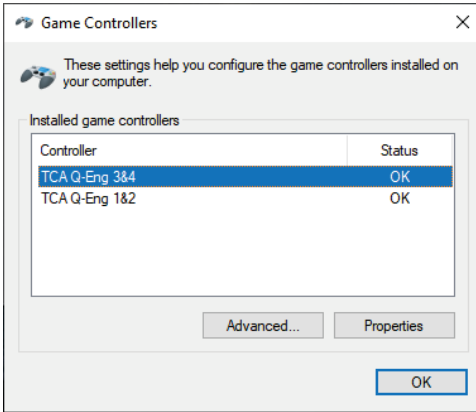 Game Controllers
These settings help you configure the game controllers installed on
your computer.
Installed game controllers
Controller Status
TCA Q-Eng 3&4 OK
TCA Q-Eng 1&2 OK
Advanced... Properties
OK